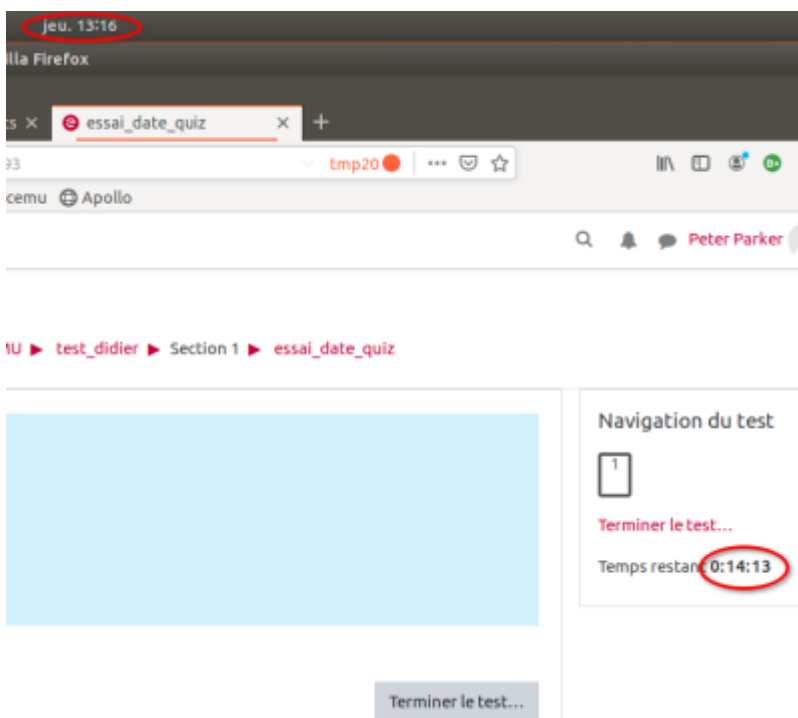 jeu. 13:16
illa Firefox
ts × essai_date_quiz × +
93 tmp20
cemu Apollo
Peter Parker
MU ▶ test_didier ▶ Section 1 ▶ essai_date_quiz
Navigation du test
1
Terminer le test…
Temps restant 0:14:13
Terminer le test…